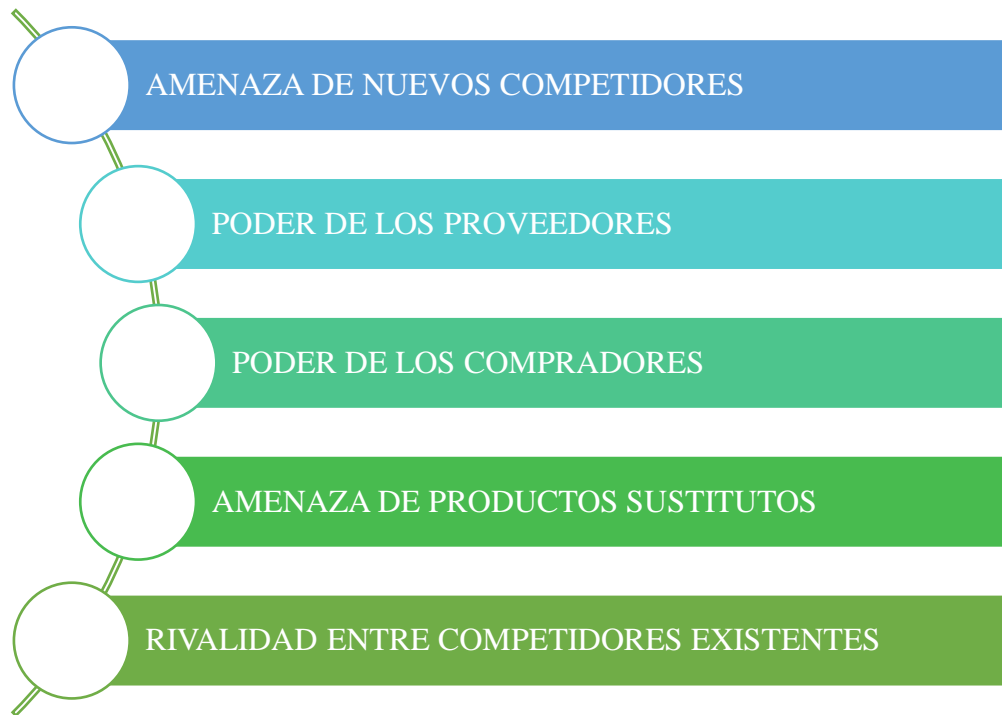 AMENAZA DE NUEVOS COMPETIDORES
PODER DE LOS PROVEEDORES
PODER DE LOS COMPRADORES
AMENAZA DE PRODUCTOS SUSTITUTOS
RIVALIDAD ENTRE COMPETIDORES EXISTENTES